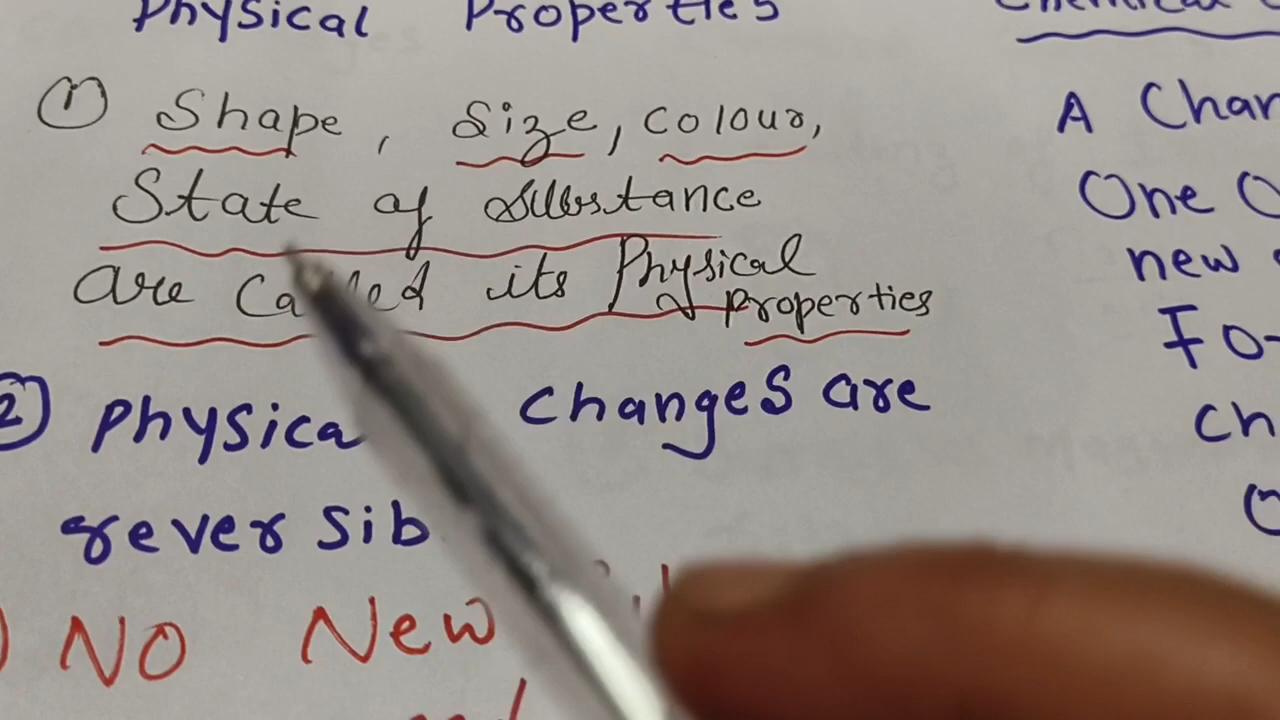 Physical Properties
① Shape, Size, Colour,
State of Substance
are Called its Physical
properties
② Physica changes are
reversib
NO New
Chemical
A Char
One O
new
Fo
ch